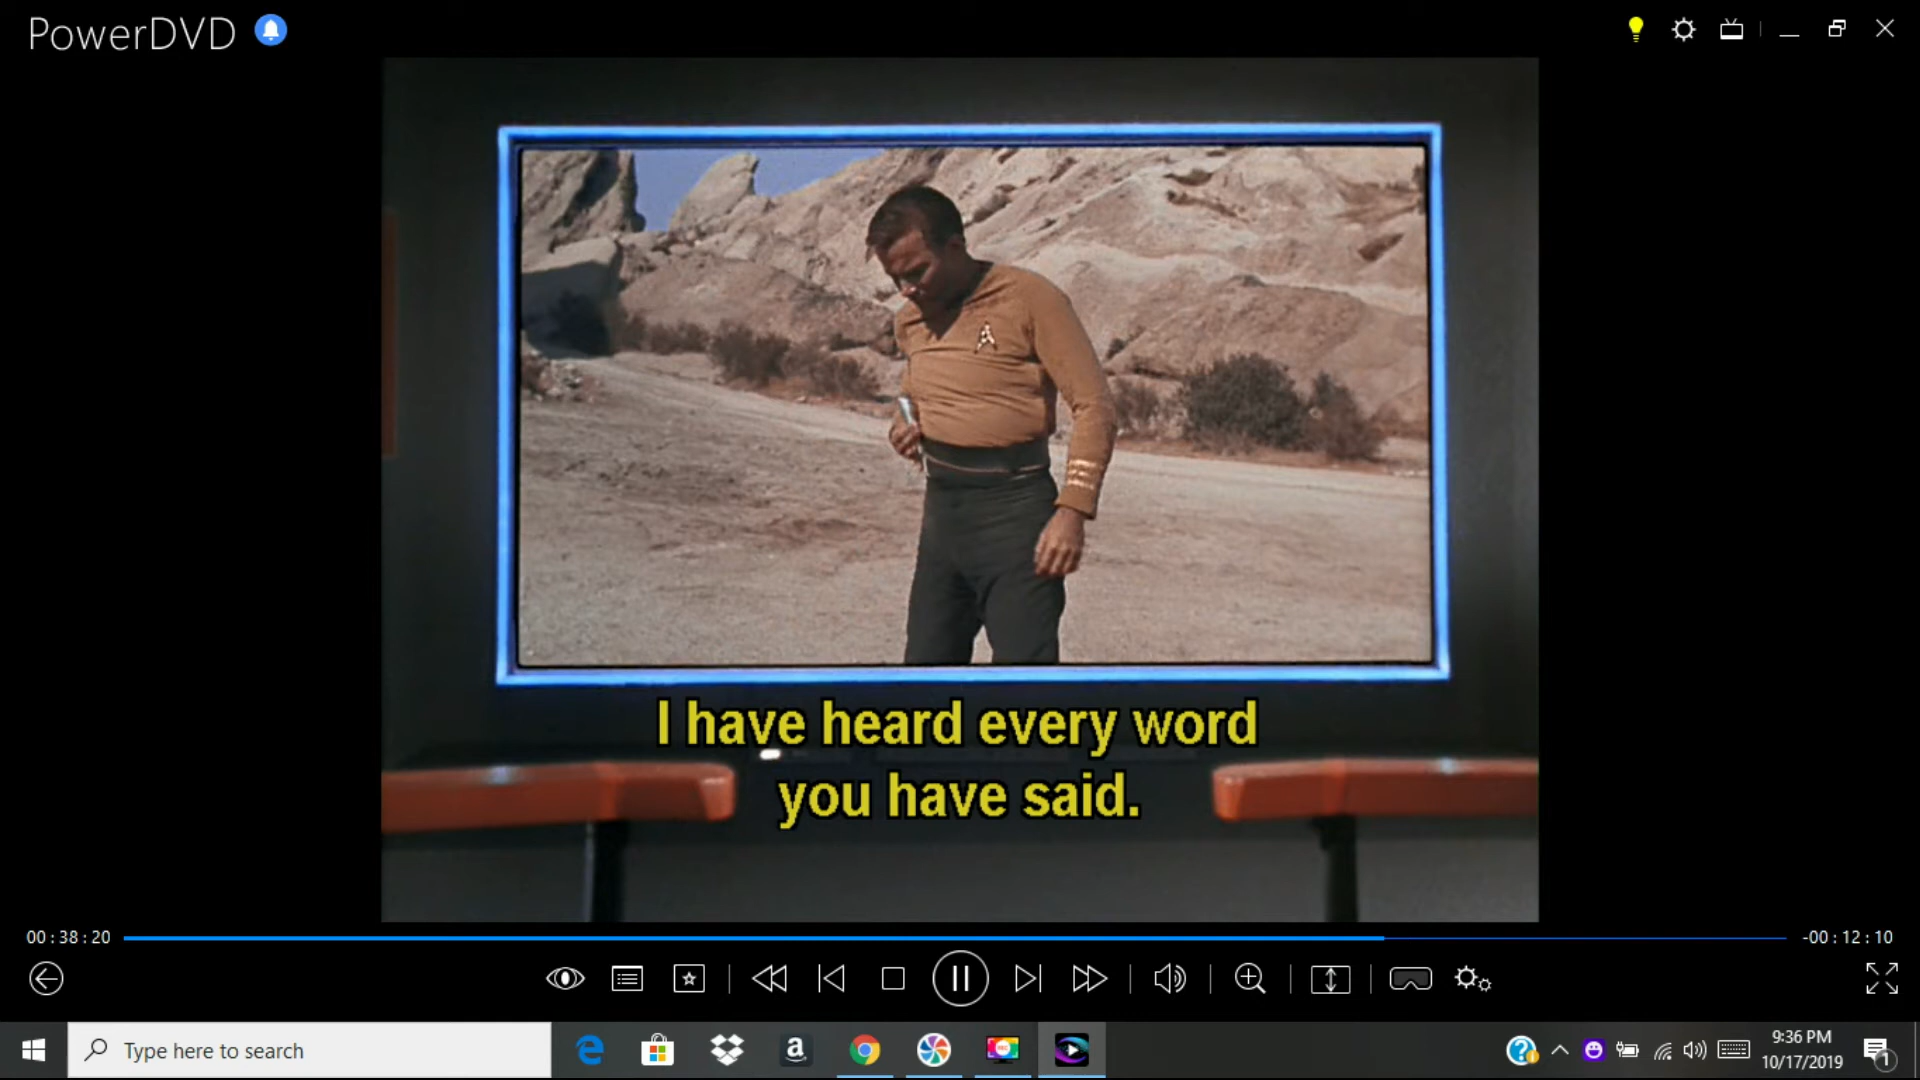 PowerDVD
I have heard every word
you have said.
00:38:20
-00:12:10
Type here to search
a
9:36 PM
10/17/2019
1